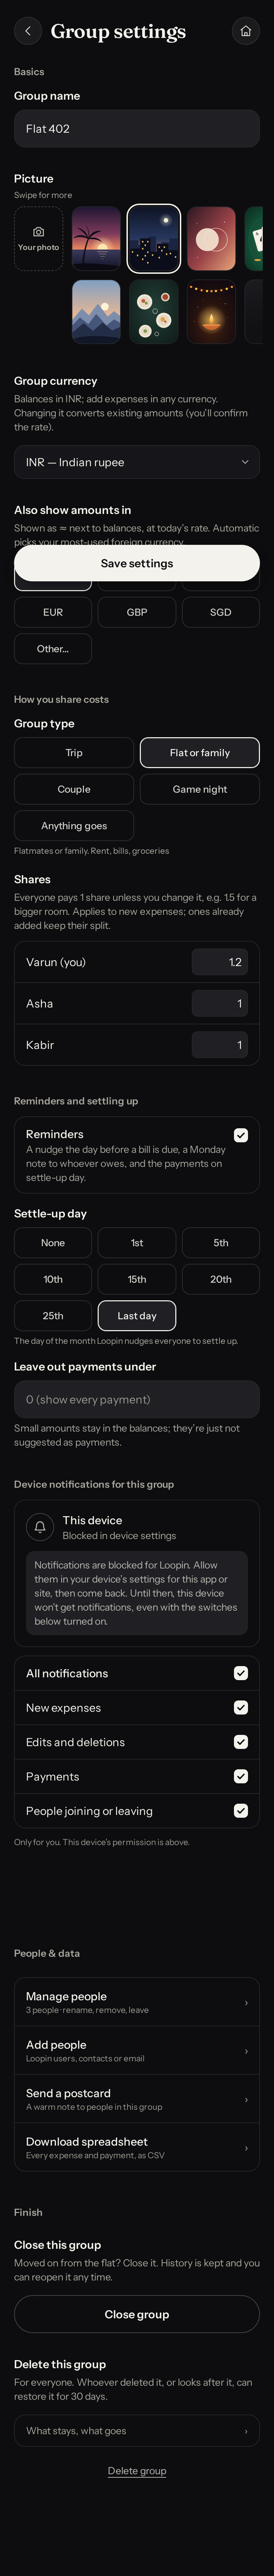 Group settings
Basics
Group name
Flat 402
Picture
Swipe for more
Your photo
Group currency
Balances in INR; add expenses in any currency.
Changing it converts existing amounts (you'll confirm
the rate).
INR — Indian rupee
Also show amounts in
Shown as ≈ next to balances, at today's rate. Automatic
picks your most-used foreign currency.
Save settings
EUR
GBP
SGD
Other…
How you share costs
Group type
Trip
Flat or family
Couple
Game night
Anything goes
Flatmates or family. Rent, bills, groceries
Shares
Everyone pays 1 share unless you change it, e.g. 1.5 for a
bigger room. Applies to new expenses; ones already
added keep their split.
Varun (you)
1.2
Asha
1
Kabir
1
Reminders and settling up
Reminders
A nudge the day before a bill is due, a Monday
note to whoever owes, and the payments on
settle-up day.
Settle-up day
None
1st
5th
10th
15th
20th
25th
Last day
The day of the month Loopin nudges everyone to settle up.
Leave out payments under
0 (show every payment)
Small amounts stay in the balances; they're just not
suggested as payments.
Device notifications for this group
This device
Blocked in device settings
Notifications are blocked for Loopin. Allow
them in your device's settings for this app or
site, then come back. Until then, this device
won't get notifications, even with the switches
below turned on.
All notifications
New expenses
Edits and deletions
Payments
People joining or leaving
Only for you. This device's permission is above.
People & data
Manage people
3 people · rename, remove, leave
Add people
Loopin users, contacts or email
Send a postcard
A warm note to people in this group
Download spreadsheet
Every expense and payment, as CSV
Finish
Close this group
Moved on from the flat? Close it. History is kept and you
can reopen it any time.
Close group
Delete this group
For everyone. Whoever deleted it, or looks after it, can
restore it for 30 days.
What stays, what goes
Delete group